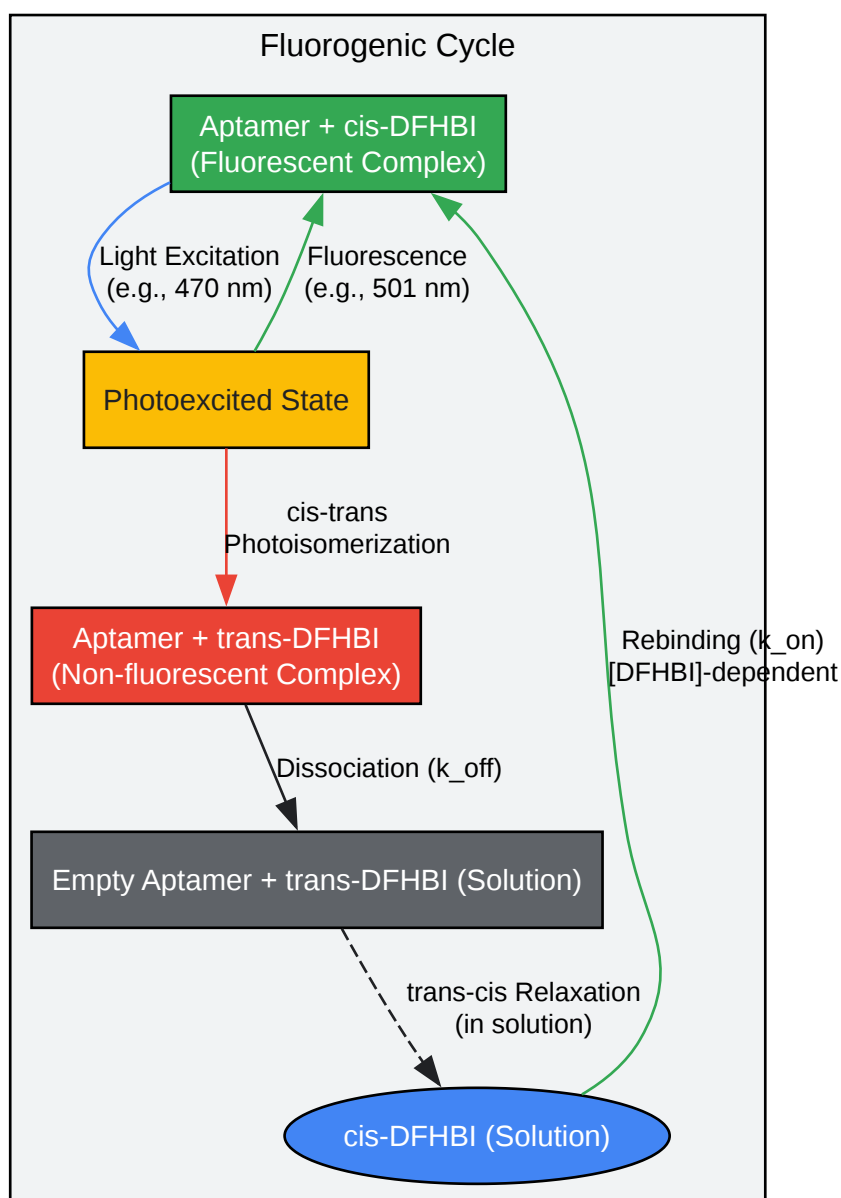 Fluorogenic Cycle
Aptamer + cis-DFHBI
(Fluorescent Complex)
Light Excitation
(e.g., 470 nm)
Fluorescence
(e.g., 501 nm)
Photoexcited State
cis-trans
Photoisomerization
Aptamer + trans-DFHBI
(Non-fluorescent Complex)
Rebinding (k_on)
[DFHBI]-dependent
Dissociation (k_off)
Empty Aptamer + trans-DFHBI (Solution)
trans-cis Relaxation
(in solution)
cis-DFHBI (Solution)